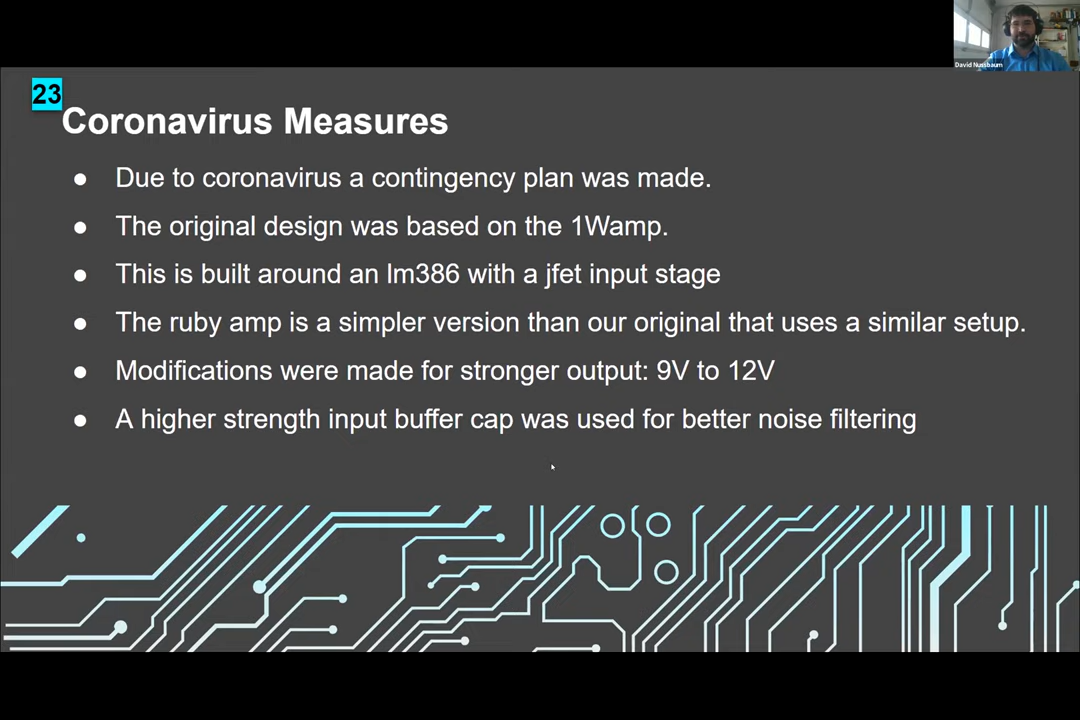 David Nussbaum
23
Coronavirus Measures
● Due to coronavirus a contingency plan was made.
● The original design was based on the 1Wamp.
● This is built around an lm386 with a jfet input stage
● The ruby amp is a simpler version than our original that uses a similar setup.
● Modifications were made for stronger output: 9V to 12V
● A higher strength input buffer cap was used for better noise filtering